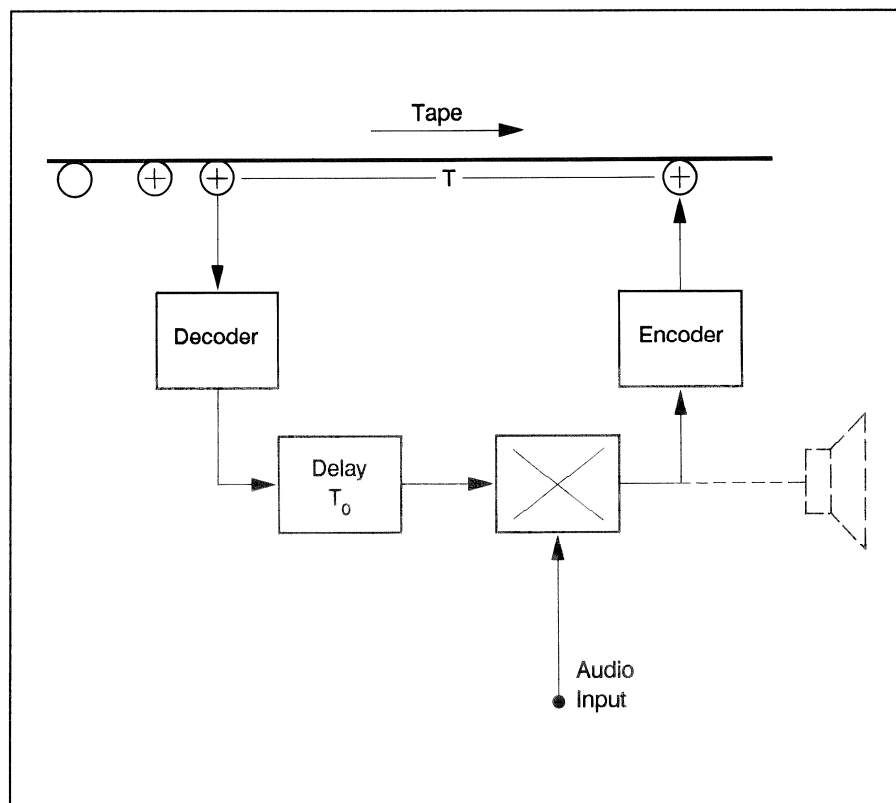 Tape
T
Decoder
Encoder
Delay
T₀
Audio
Input